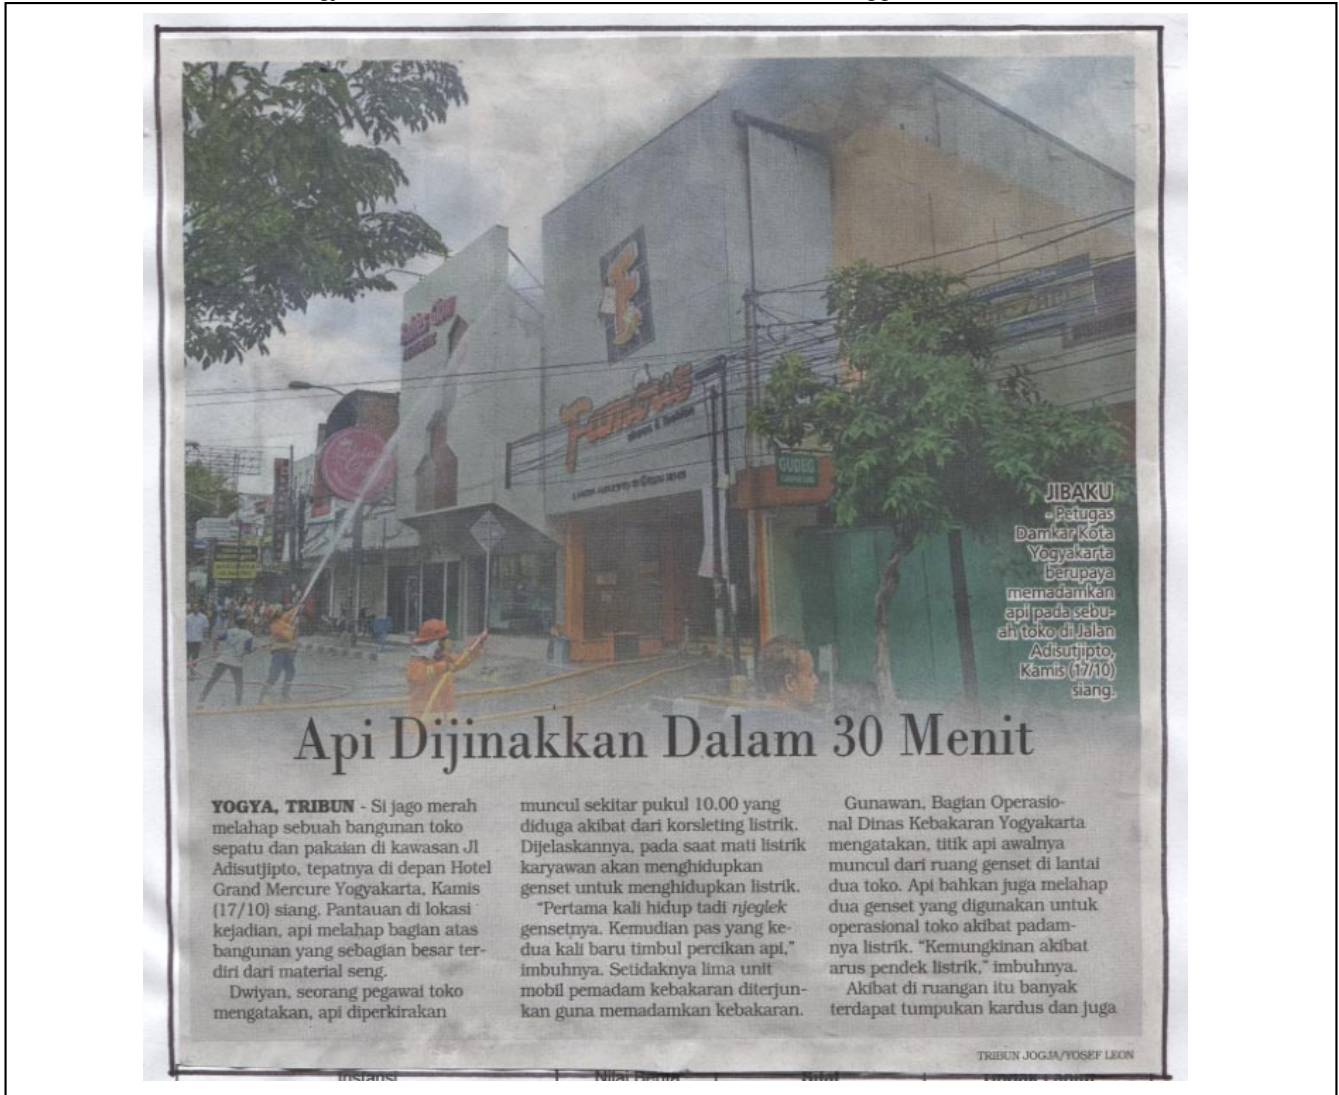 Famous
GUDEG
JIBAKU
- Petugas
Damkar Kota
Yogyakarta
berupaya
memadamkan
api pada sebu-
ah toko di Jalan
Adisutjipto,
Kamis (17/10)
siang.
Api Dijinakkan Dalam 30 Menit
YOGYA, TRIBUN - Si jago merah
melahap sebuah bangunan toko
sepatu dan pakaian di kawasan Jl
Adisutjipto, tepatnya di depan Hotel
Grand Mercure Yogyakarta, Kamis
(17/10) siang. Pantauan di lokasi
kejadian, api melahap bagian atas
bangunan yang sebagian besar ter-
diri dari material seng.
Dwiyan, seorang pegawai toko
mengatakan, api diperkirakan
muncul sekitar pukul 10.00 yang
diduga akibat dari korsleting listrik.
Dijelaskannya, pada saat mati listrik
karyawan akan menghidupkan
genset untuk menghidupkan listrik.
"Pertama kali hidup tadi njeglek
gensetnya. Kemudian pas yang ke-
dua kali baru timbul percikan api,"
imbuhnya. Setidaknya lima unit
mobil pemadam kebakaran diterjun-
kan guna memadamkan kebakaran.
Gunawan, Bagian Operasio-
nal Dinas Kebakaran Yogyakarta
mengatakan, titik api awalnya
muncul dari ruang genset di lantai
dua toko. Api bahkan juga melahap
dua genset yang digunakan untuk
operasional toko akibat padam-
nya listrik. "Kemungkinan akibat
arus pendek listrik," imbuhnya.
Akibat di ruangan itu banyak
terdapat tumpukan kardus dan juga
TRIBUN JOGJA/YOSEF LEON